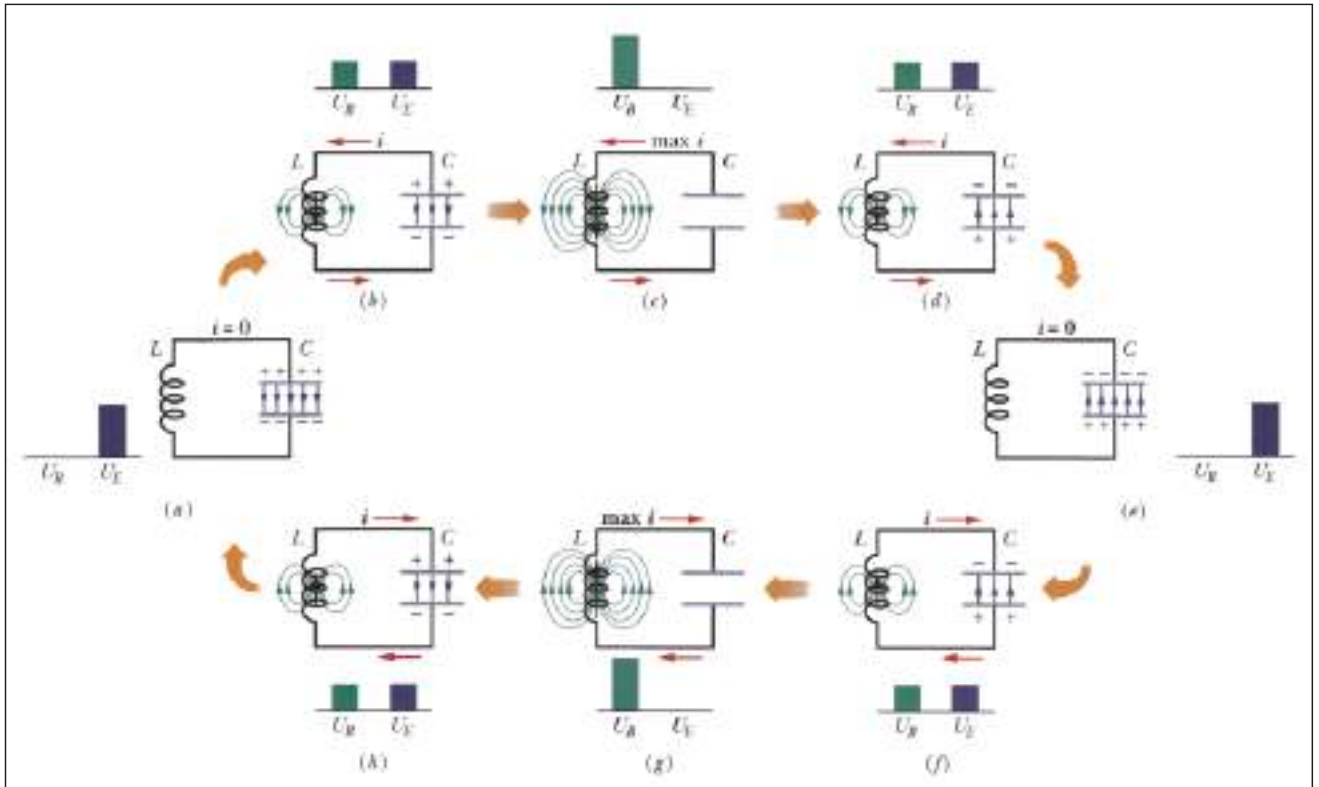 U_B U_E
U_B U_E
U_B U_E
i
max i
i
L C
L C
L C
(b)
(c)
(d)
i = 0
i = 0
L C
L C
+ + + +
− − − −
− − − −
+ + + +
+ +
− −
− −
+ +
U_B U_E
U_B U_E
(a)
(e)
i
max i
i
L C
L C
L C
+ +
− −
− −
+ +
U_B U_E
U_B U_E
U_B U_E
(h)
(g)
(f)